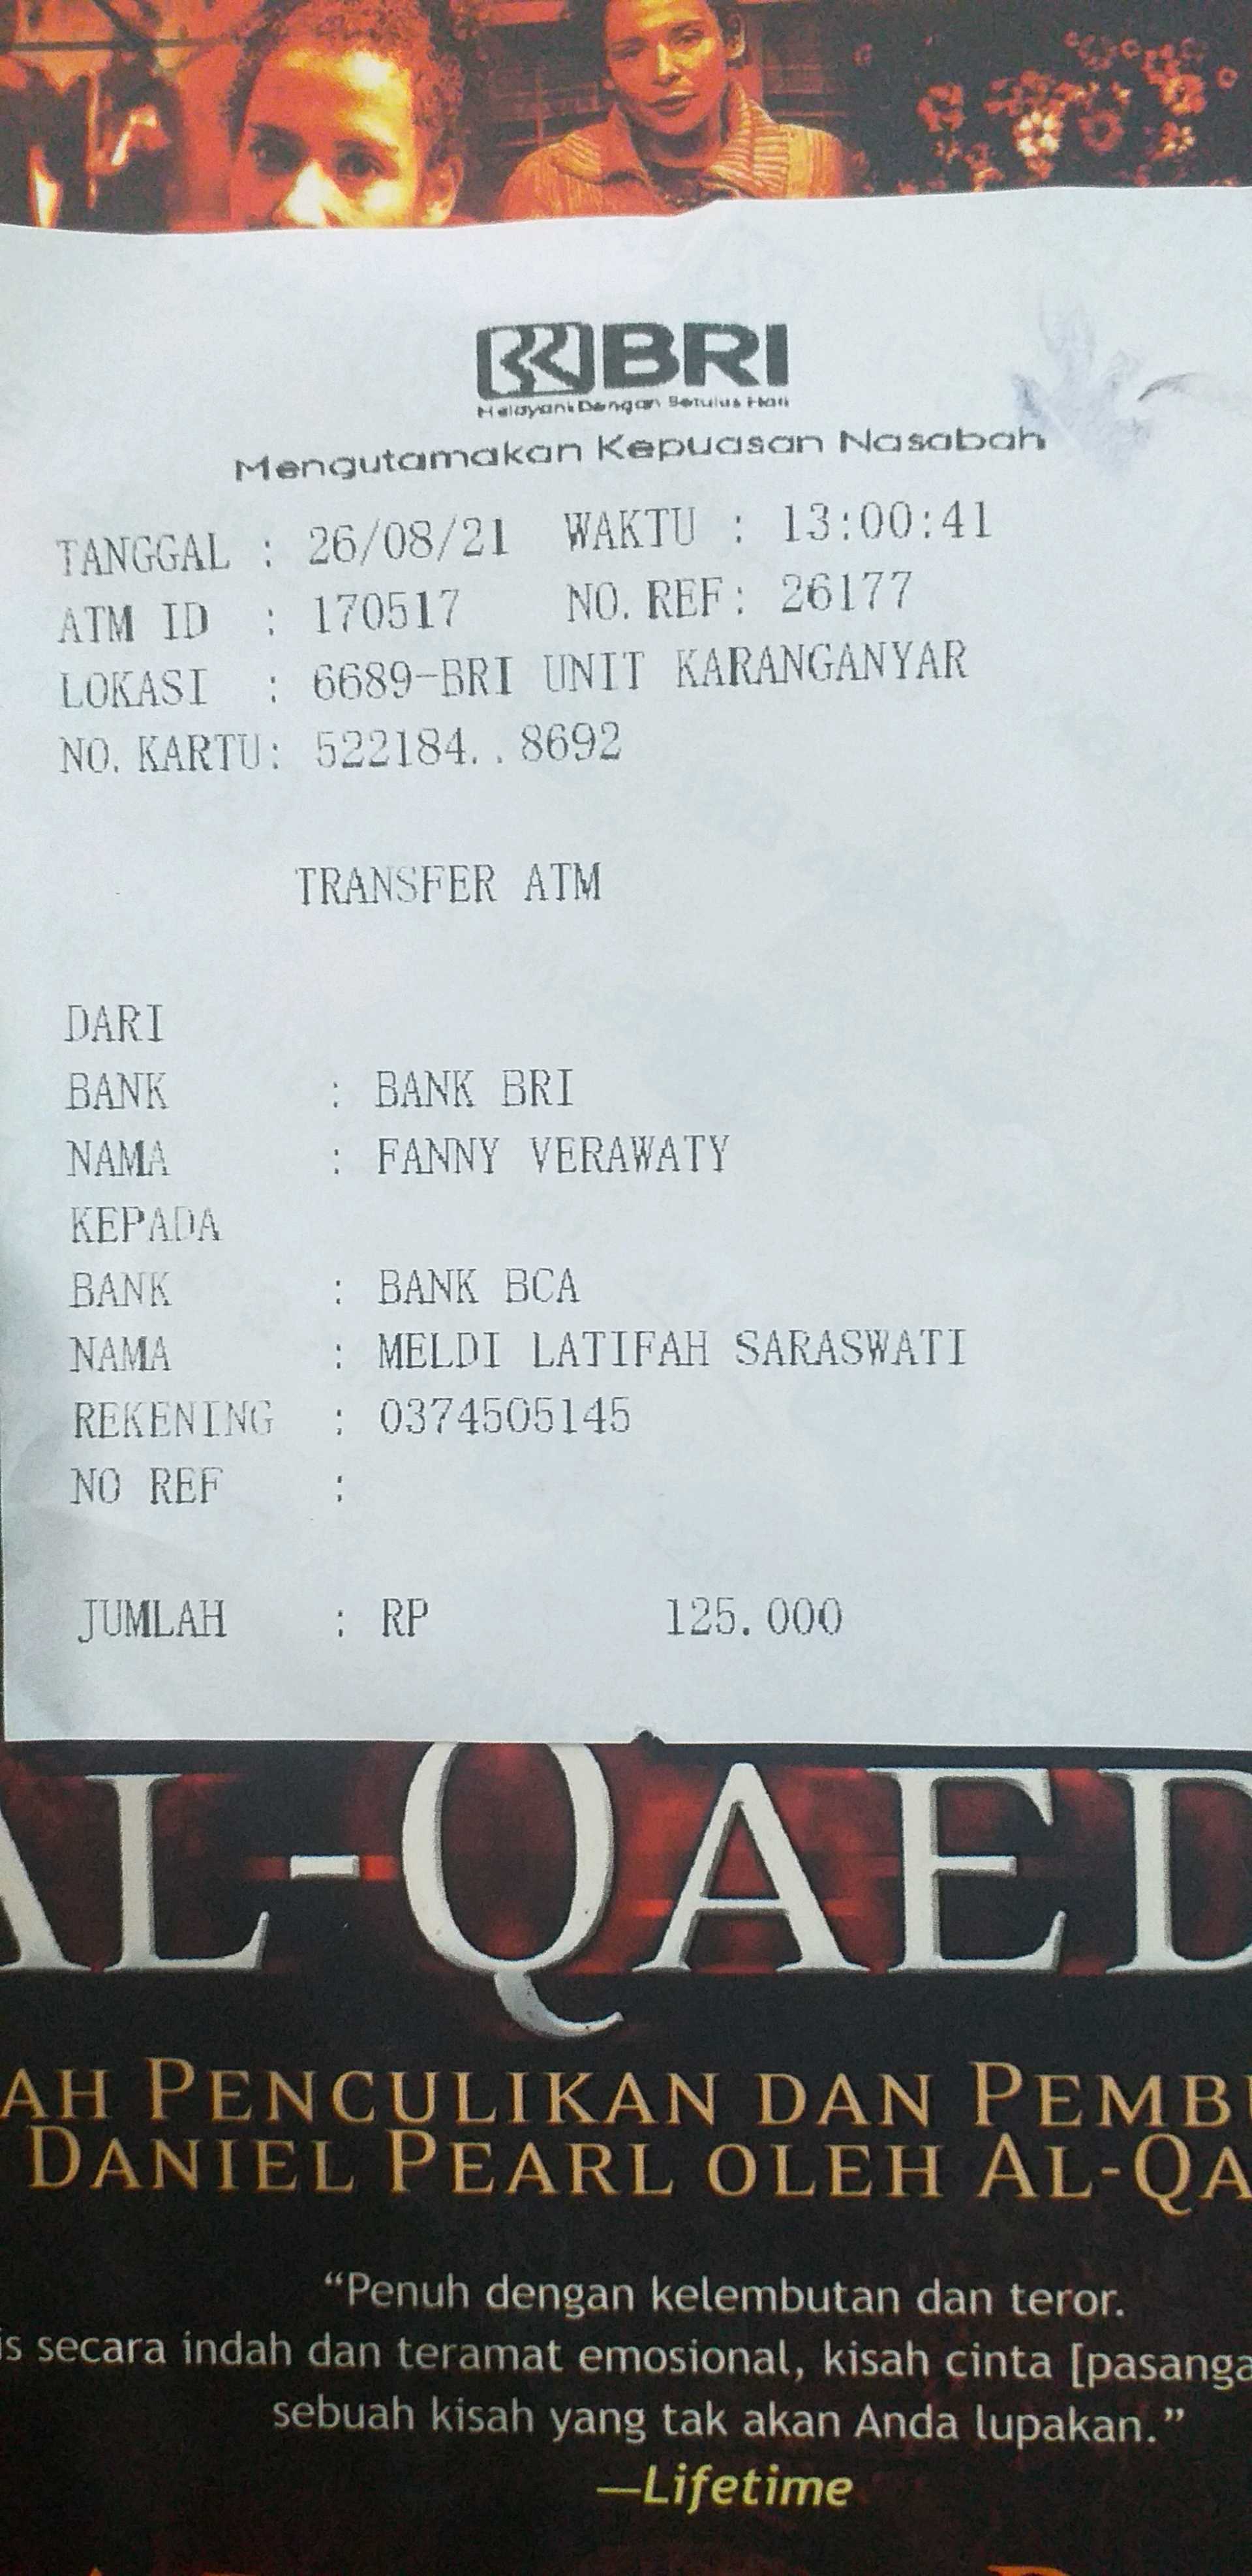 BRI
Melayani Dengan Setulus Hati
Mengutamakan Kepuasan Nasabah
TANGGAL : 26/08/21 WAKTU : 13:00:41
ATM ID : 170517 NO. REF: 26177
LOKASI : 6689-BRI UNIT KARANGANYAR
NO. KARTU: 522184..8692
TRANSFER ATM
DARI
BANK : BANK BRI
NAMA : FANNY VERAWATY
KEPADA
BANK : BANK BCA
NAMA : MELDI LATIFAH SARASWATI
REKENING : 0374505145
NO REF :
JUMLAH : RP 125.000
AL-QAED
AH PENCULIKAN DAN PEMB
DANIEL PEARL OLEH AL-QA
“Penuh dengan kelembutan dan teror.
is secara indah dan teramat emosional, kisah cinta [pasanga
sebuah kisah yang tak akan Anda lupakan.”
—Lifetime